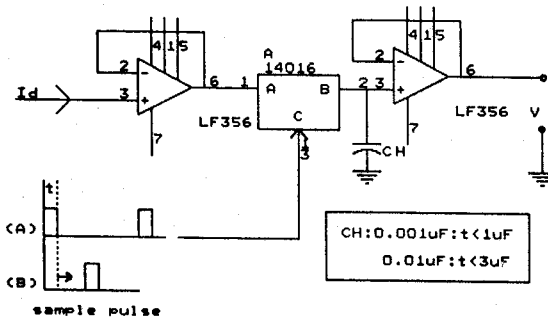 4 1 5
2
6
3
7
Id
LF356
A
14016
1
A
B
C
13
2
3
4 1 5
2
6
7
LF356
CH
V
t
(A)
(B)
sample pulse
CH:0.001uF:t<1uF
0.01uF:t<3uF